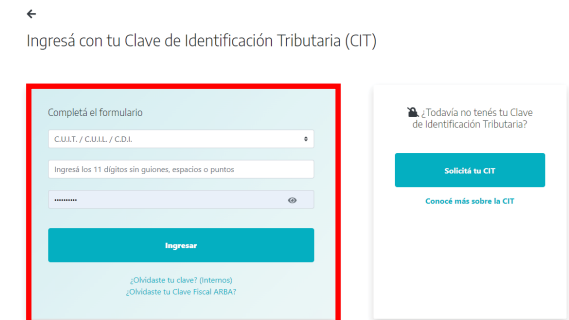 Ingresá con tu Clave de Identificación Tributaria (CIT)
Completá el formulario
C.U.I.T. / C.U.I.L. / C.D.I.
Ingresá los 11 dígitos sin guiones, espacios o puntos
••••••••••
Ingresar
¿Olvidaste tu clave? (Internos)
¿Olvidaste tu Clave Fiscal ARBA?
¿Todavía no tenés tu Clave
de Identificación Tributaria?
Solicitá tu CIT
Conocé más sobre la CIT